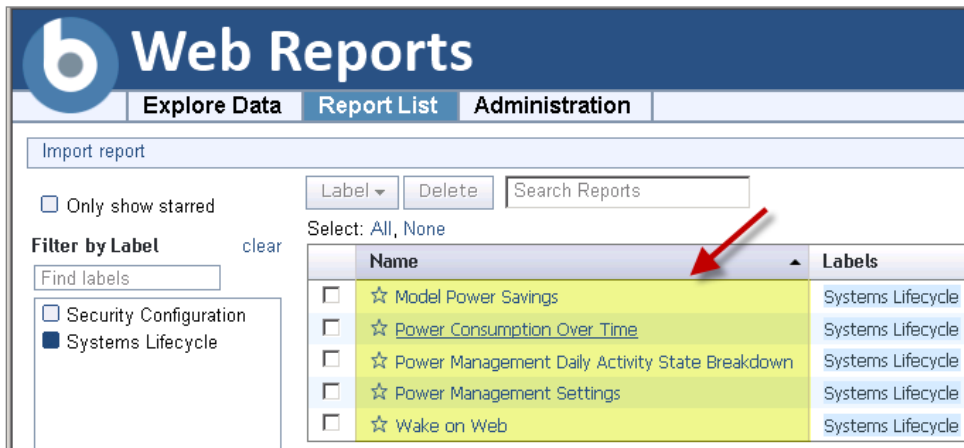 b Web Reports
Explore Data Report List Administration
Import report
Only show starred
Filter by Label clear
Find labels
Security Configuration
Systems Lifecycle
Label Delete Search Reports
Select: All, None
Name Labels
Model Power Savings Systems Lifecycle
Power Consumption Over Time Systems Lifecycle
Power Management Daily Activity State Breakdown Systems Lifecycle
Power Management Settings Systems Lifecycle
Wake on Web Systems Lifecycle